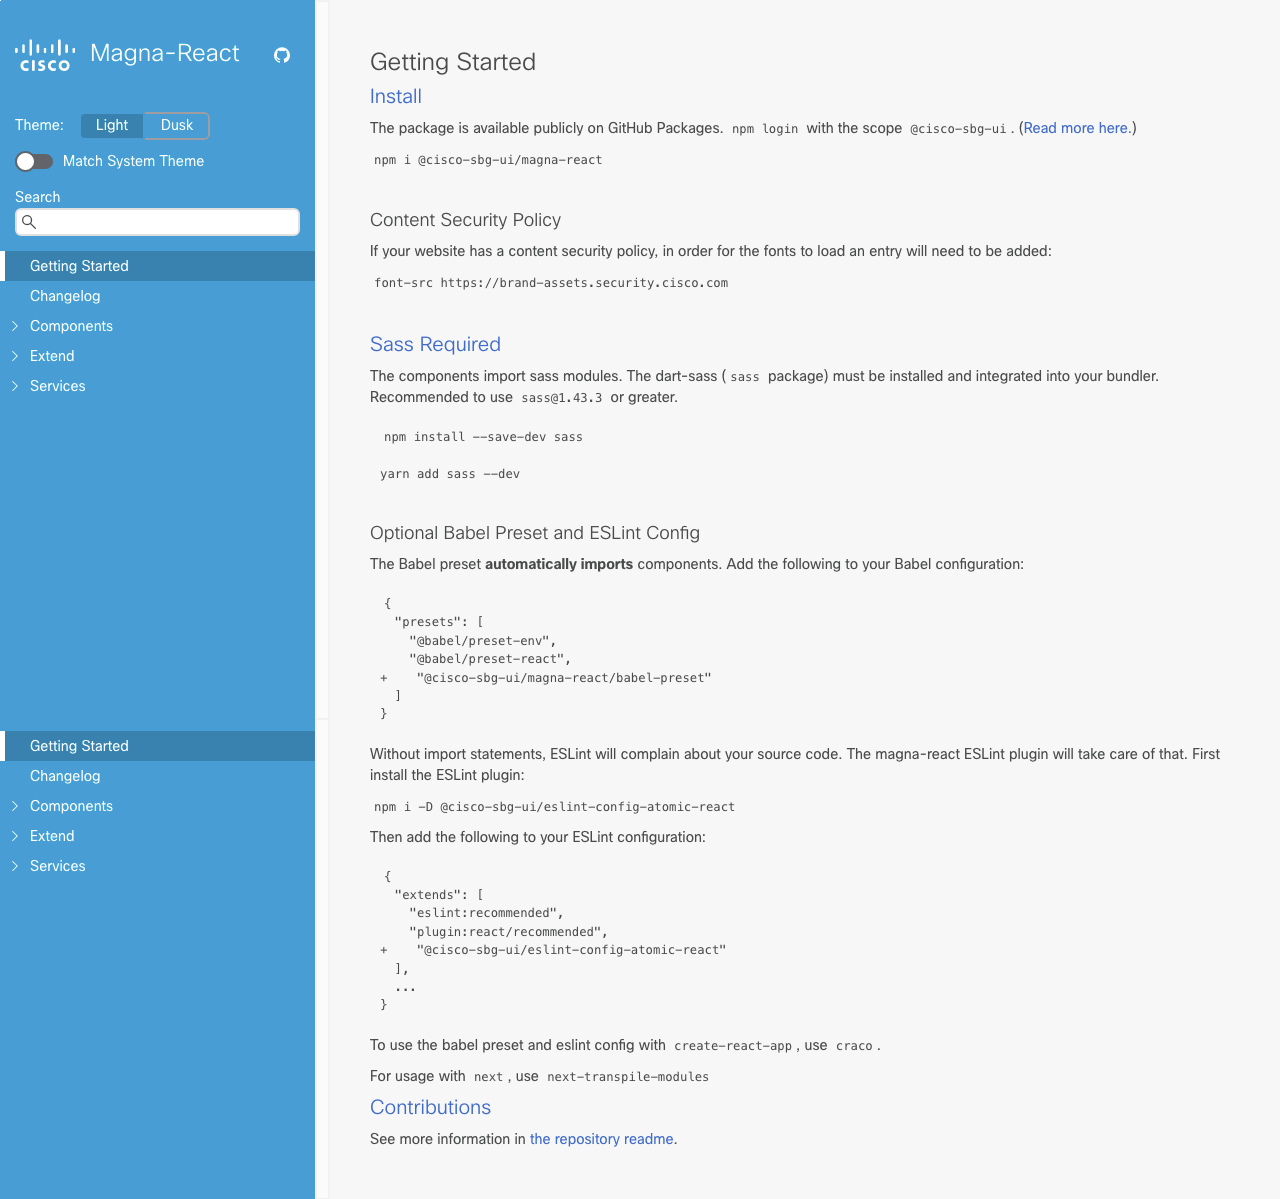 cisco
Magna-React
Theme:
Light
Dusk
Match System Theme
Search
Getting Started
Changelog
Components
Extend
Services
Getting Started
Changelog
Components
Extend
Services
Getting Started
Install
The package is available publicly on GitHub Packages. npm login with the scope @cisco-sbg-ui. (Read more here.)
npm i @cisco-sbg-ui/magna-react
Content Security Policy
If your website has a content security policy, in order for the fonts to load an entry will need to be added:
font-src https://brand-assets.security.cisco.com
Sass Required
The components import sass modules. The dart-sass ( sass package) must be installed and integrated into your bundler.
Recommended to use sass@1.43.3 or greater.
npm install --save-dev sass
yarn add sass --dev
Optional Babel Preset and ESLint Config
The Babel preset automatically imports components. Add the following to your Babel configuration:
{
"presets": [
"@babel/preset-env",
"@babel/preset-react",
+ "@cisco-sbg-ui/magna-react/babel-preset"
]
}
Without import statements, ESLint will complain about your source code. The magna-react ESLint plugin will take care of that. First
install the ESLint plugin:
npm i -D @cisco-sbg-ui/eslint-config-atomic-react
Then add the following to your ESLint configuration:
{
"extends": [
"eslint:recommended",
"plugin:react/recommended",
+ "@cisco-sbg-ui/eslint-config-atomic-react"
],
...
}
To use the babel preset and eslint config with create-react-app, use craco.
For usage with next, use next-transpile-modules
Contributions
See more information in the repository readme.